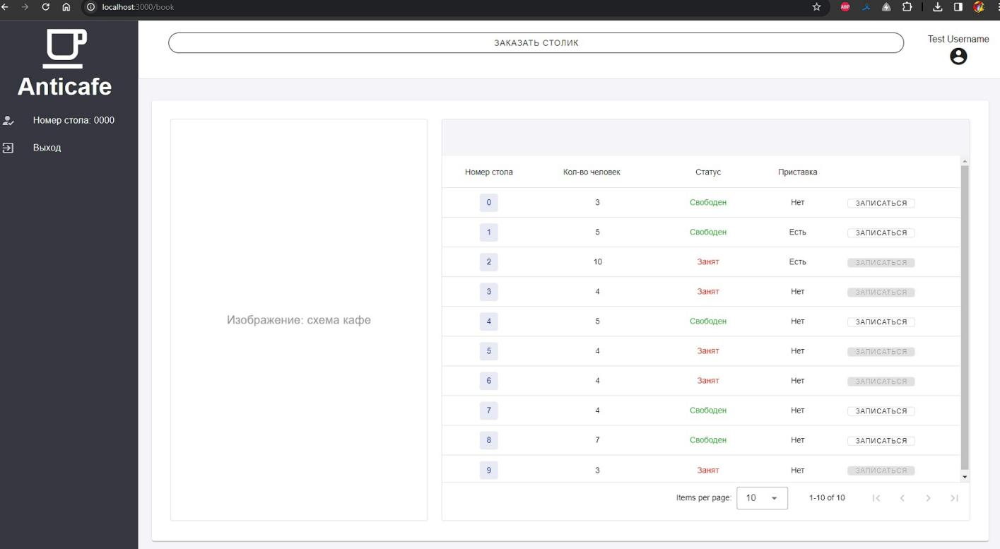 localhost:3000/book
ABP
ЗАКАЗАТЬ СТОЛИК
Test Username
Anticafe
Номер стола: 0000
Выход
Изображение: схема кафе
Номер стола Кол-во человек Статус Приставка
0 3 Свободен Нет ЗАПИСАТЬСЯ
1 5 Свободен Есть ЗАПИСАТЬСЯ
2 10 Занят Есть ЗАПИСАТЬСЯ
3 4 Занят Нет ЗАПИСАТЬСЯ
4 5 Свободен Нет ЗАПИСАТЬСЯ
5 4 Занят Нет ЗАПИСАТЬСЯ
6 4 Занят Нет ЗАПИСАТЬСЯ
7 4 Свободен Нет ЗАПИСАТЬСЯ
8 7 Свободен Нет ЗАПИСАТЬСЯ
9 3 Занят Нет ЗАПИСАТЬСЯ
Items per page: 10 1-10 of 10